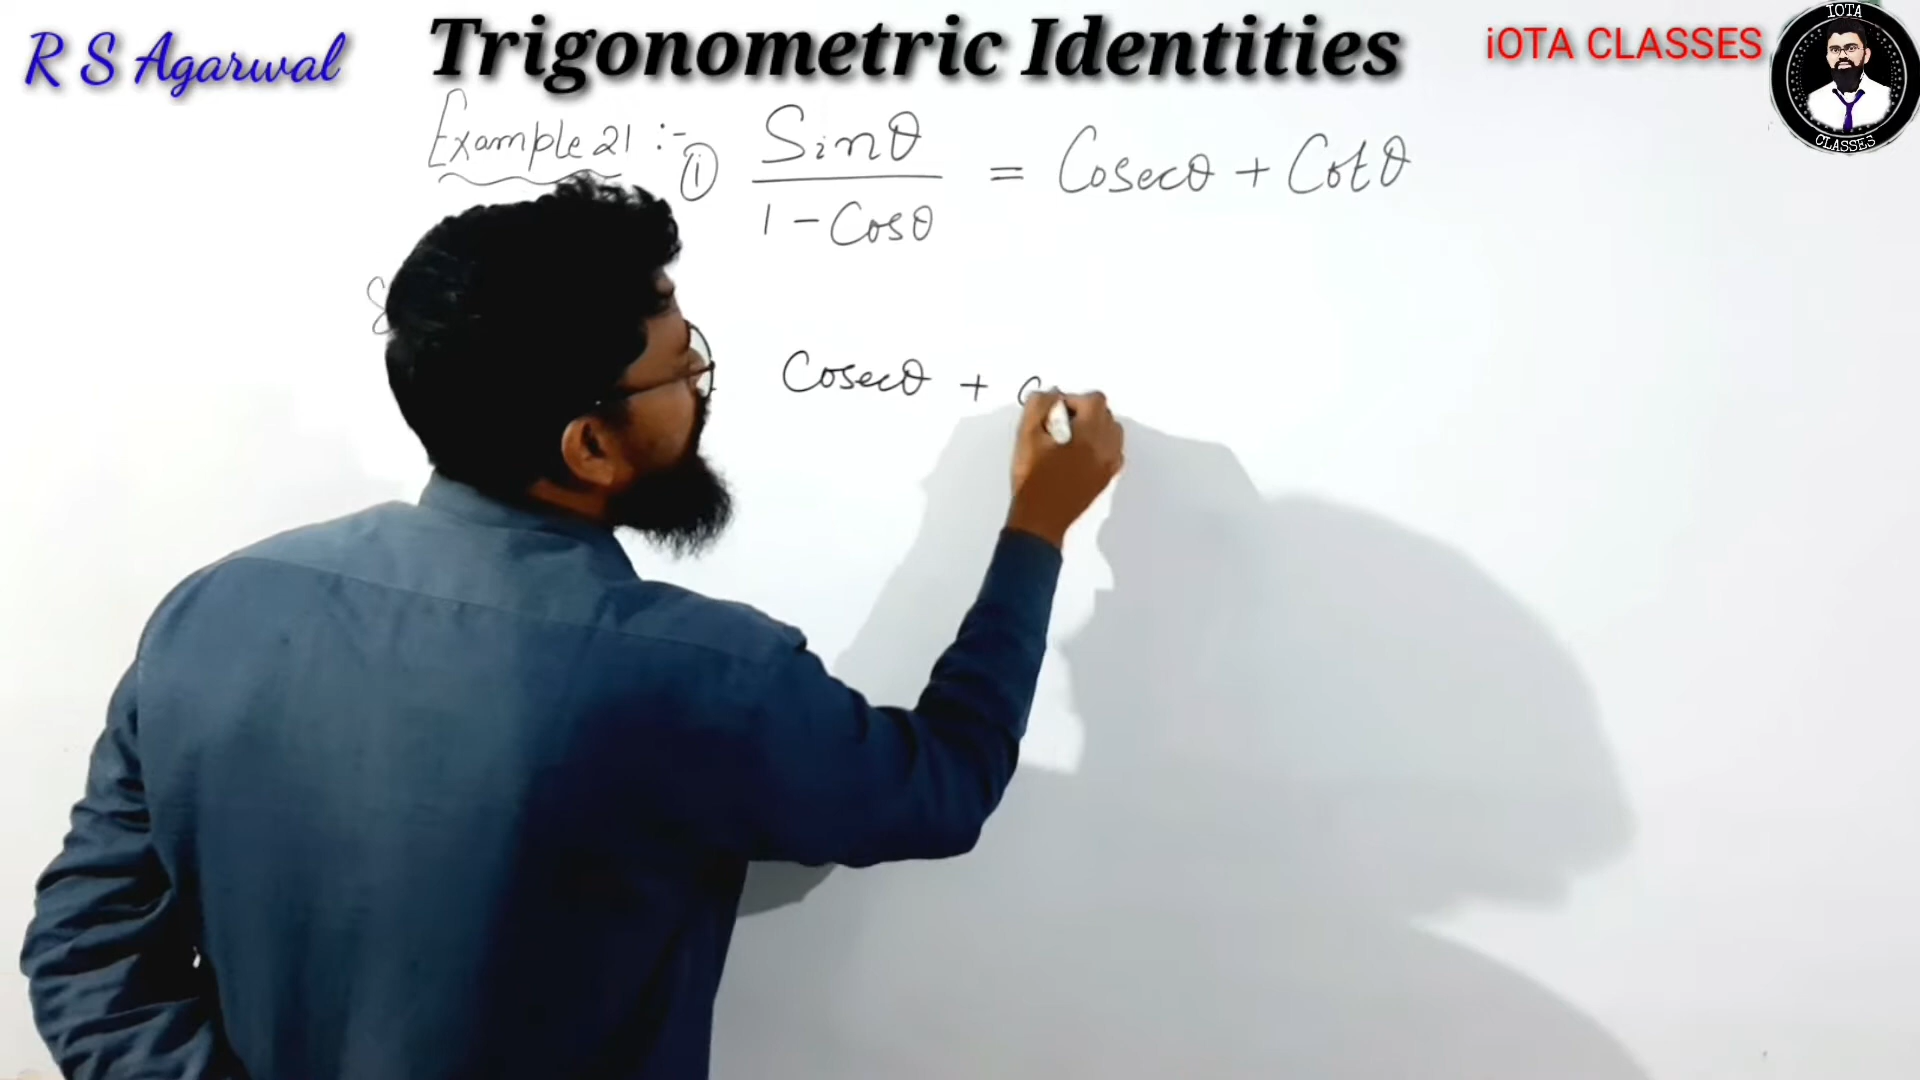 R S Agarwal
Trigonometric Identities
iOTA CLASSES
IOTA
CLASSES
Example 21 :- ① Sinθ / 1 - Cosθ = Cosecθ + Cotθ
Cosecθ +